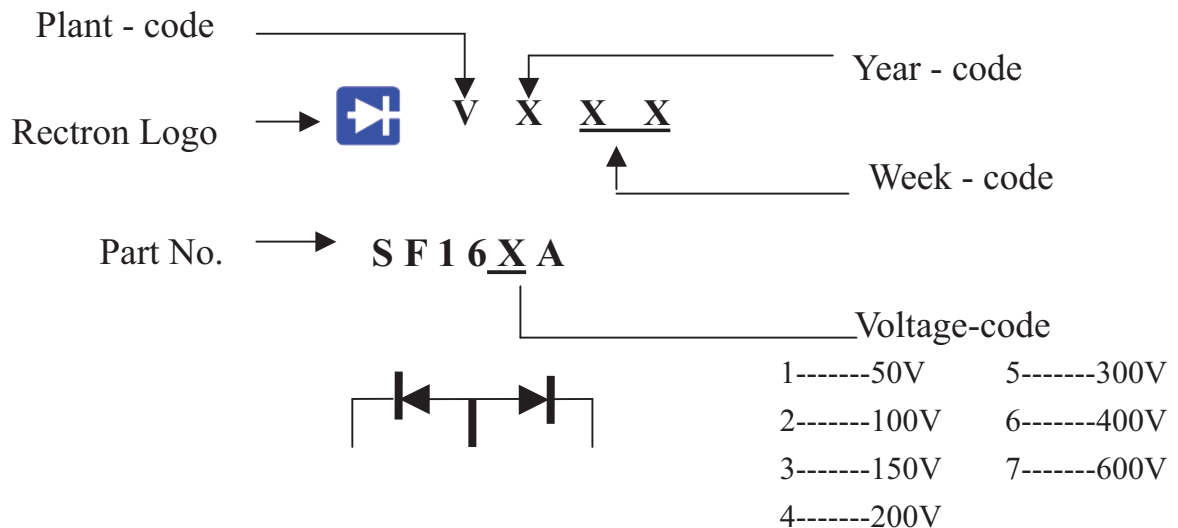 Plant - code
Year - code
V X X X
Rectron Logo
Week - code
Part No.
S F 1 6 X A
Voltage-code
1-------50V 5-------300V
2-------100V 6-------400V
3-------150V 7-------600V
4-------200V